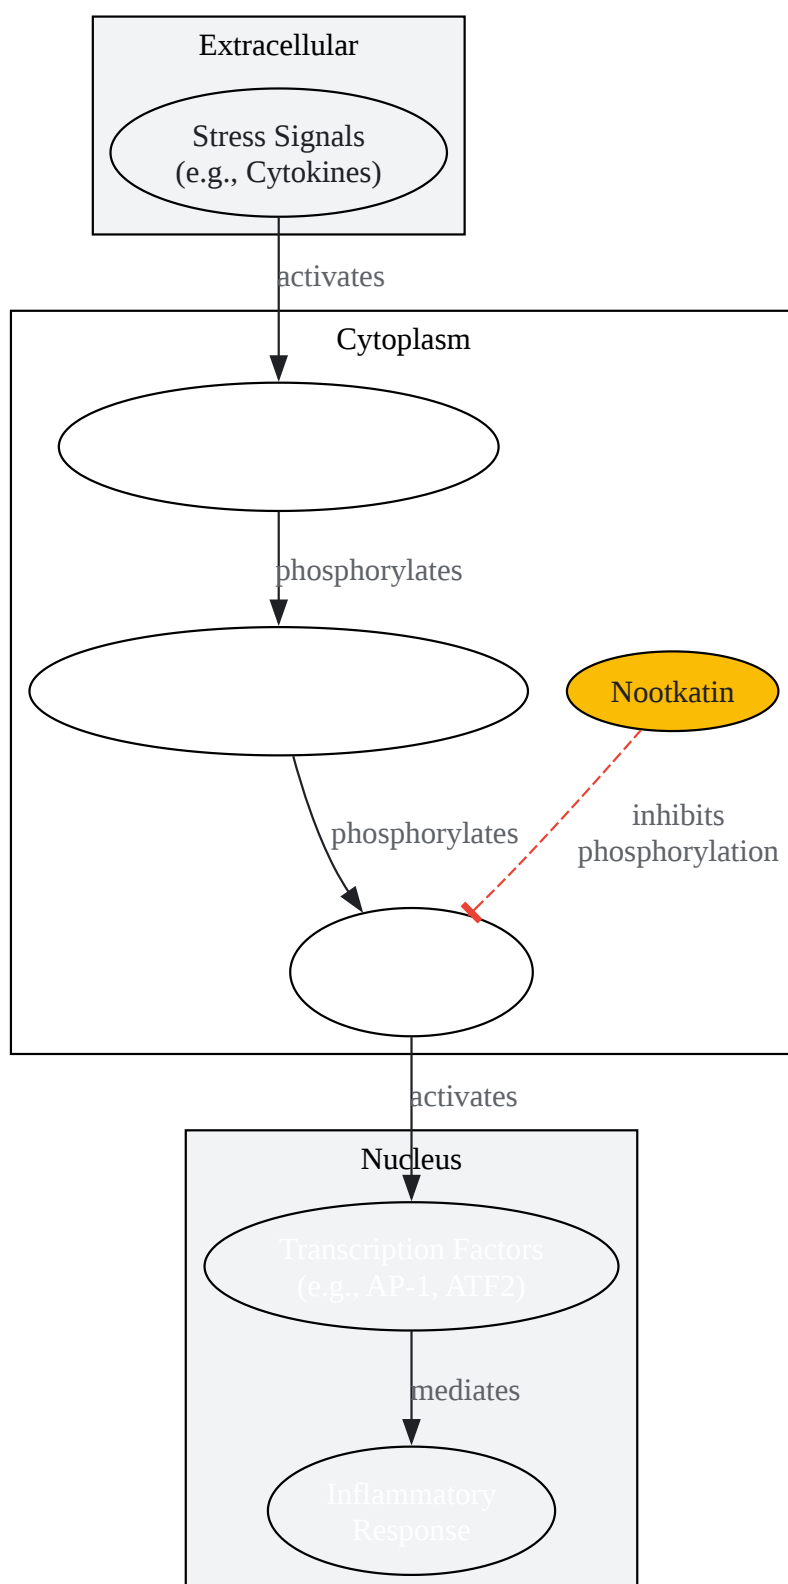 Extracellular
Stress Signals
(e.g., Cytokines)
activates
Cytoplasm
phosphorylates
Nootkatin
phosphorylates
inhibits
phosphorylation
activates
Nucleus
Transcription Factors
(e.g., AP-1, ATF2)
mediates
Inflammatory
Response